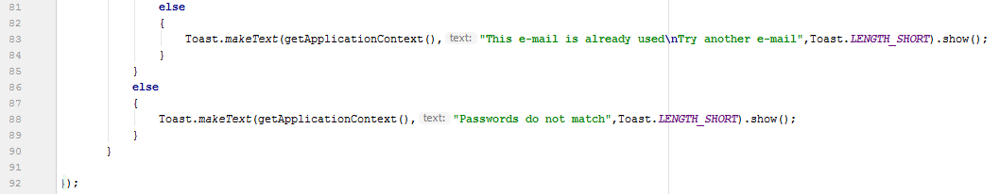 81 else
82 {
83 Toast.makeText(getApplicationContext(), text: "This e-mail is already used\nTry another e-mail",Toast.LENGTH_SHORT).show();
84 }
85 }
86 else
87 {
88 Toast.makeText(getApplicationContext(), text: "Passwords do not match",Toast.LENGTH_SHORT).show();
89 }
90 }
91
92 });